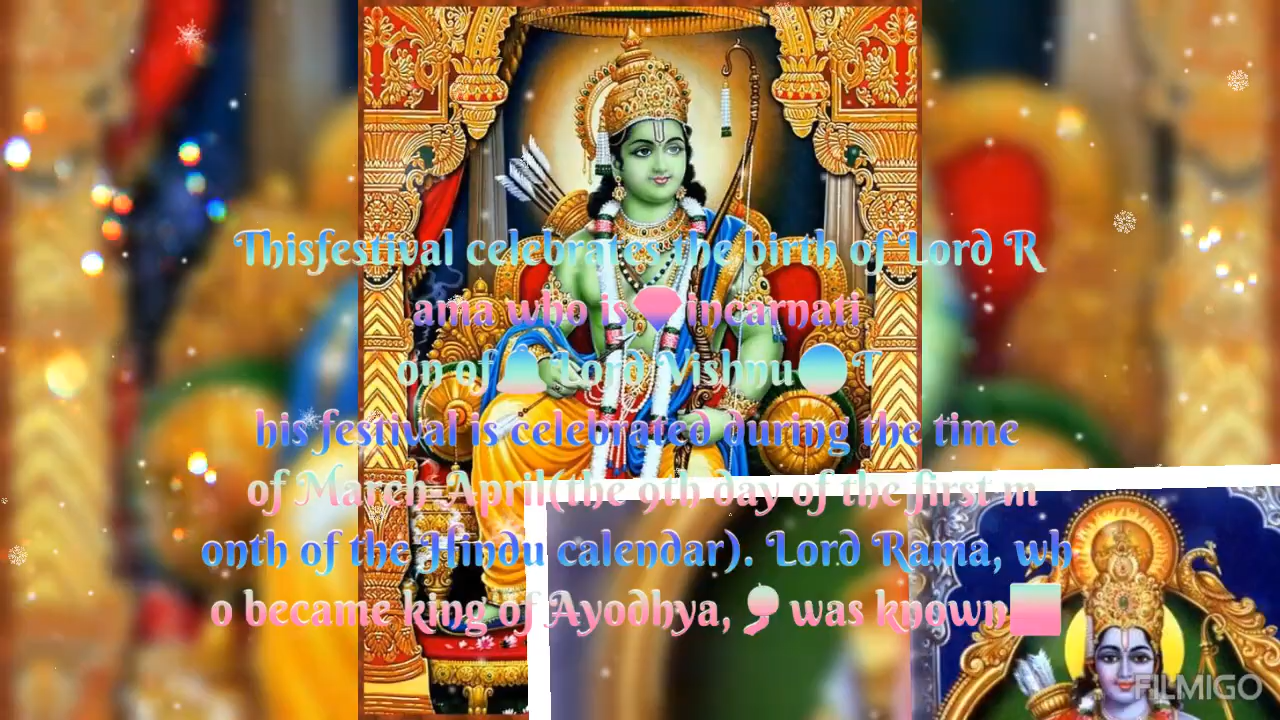 Thisfestival celebrates the birth of Lord R
ama who is incarnati
on of Lord Vishnu T
his festival is celebrated during the time
of March-April(the 9th day of the first m
onth of the Hindu calendar). Lord Rama, wh
o became king of Ayodhya, was known
FILMIGO